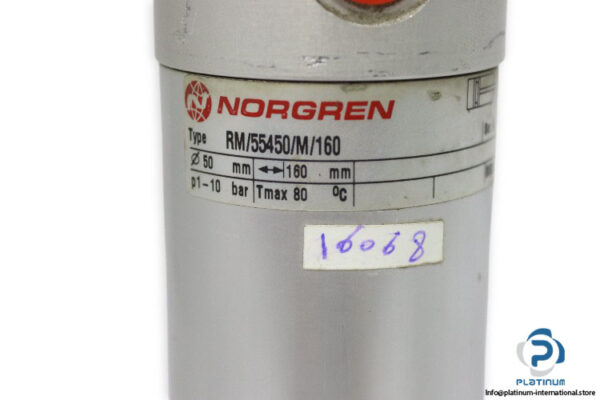 NORGREN
Type RM/55450/M/160
Ø 50 mm ↔ 160 mm
p1-10 bar Tmax 80 °C
16068
P
PLATINUM
Info@platinum-international.store